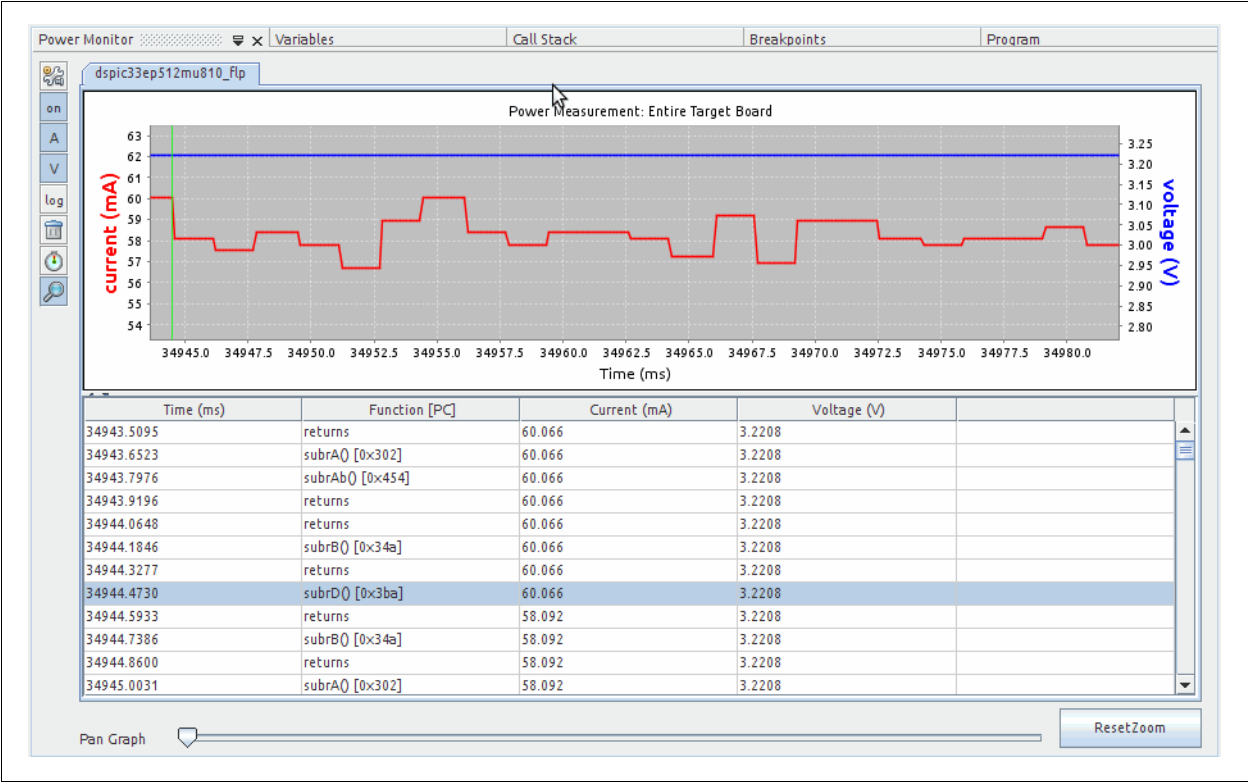 Power Monitor Variables Call Stack Breakpoints Program
dspic33ep512mu810_flp
on
A
V
log
Power Measurement: Entire Target Board
current (mA)
63
62
61
60
59
58
57
56
55
54
3.25
3.20
3.15
3.10
3.05
3.00
2.95
2.90
2.85
2.80
voltage (V)
34945.0 34947.5 34950.0 34952.5 34955.0 34957.5 34960.0 34962.5 34965.0 34967.5 34970.0 34972.5 34975.0 34977.5 34980.0
Time (ms)
Time (ms) Function [PC] Current (mA) Voltage (V)
34943.5095 returns 60.066 3.2208
34943.6523 subrA() [0x302] 60.066 3.2208
34943.7976 subrAb() [0x454] 60.066 3.2208
34943.9196 returns 60.066 3.2208
34944.0648 returns 60.066 3.2208
34944.1846 subrB() [0x34a] 60.066 3.2208
34944.3277 returns 60.066 3.2208
34944.4730 subrD() [0x3ba] 60.066 3.2208
34944.5933 returns 58.092 3.2208
34944.7386 subrB() [0x34a] 58.092 3.2208
34944.8600 returns 58.092 3.2208
34945.0031 subrA() [0x302] 58.092 3.2208
Pan Graph
ResetZoom